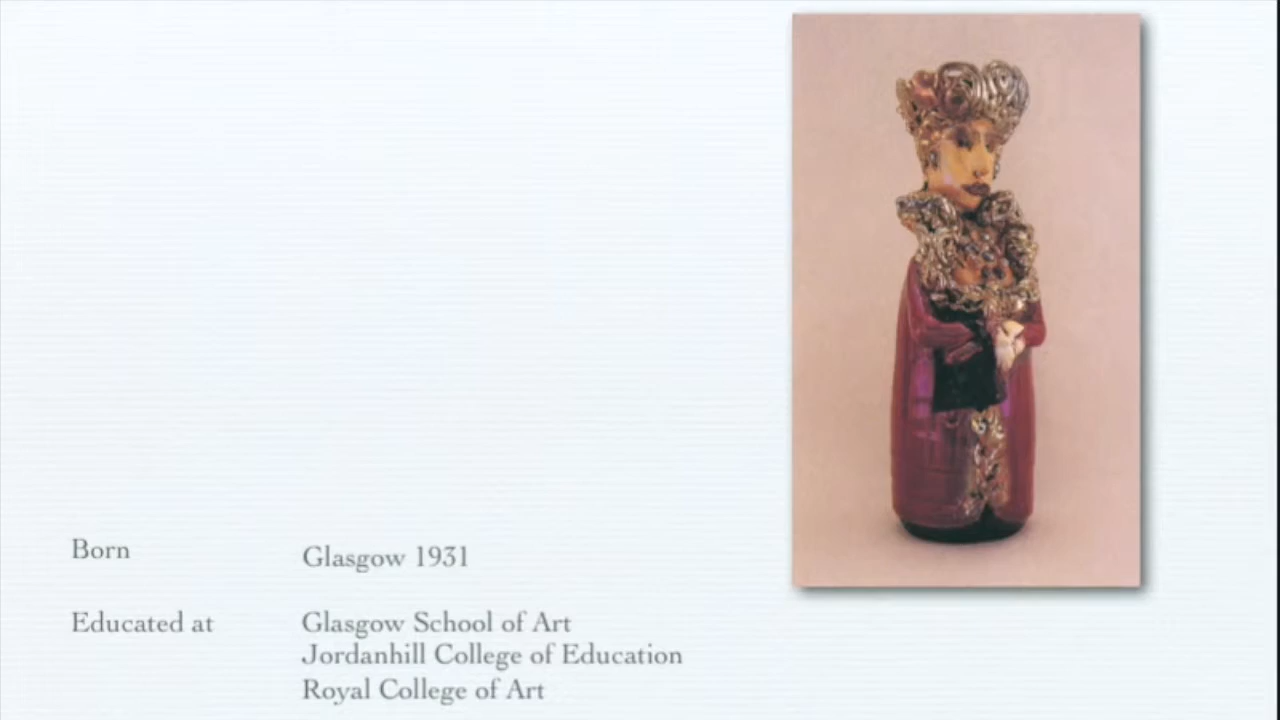 Born
Glasgow 1931
Educated at
Glasgow School of Art
Jordanhill College of Education
Royal College of Art